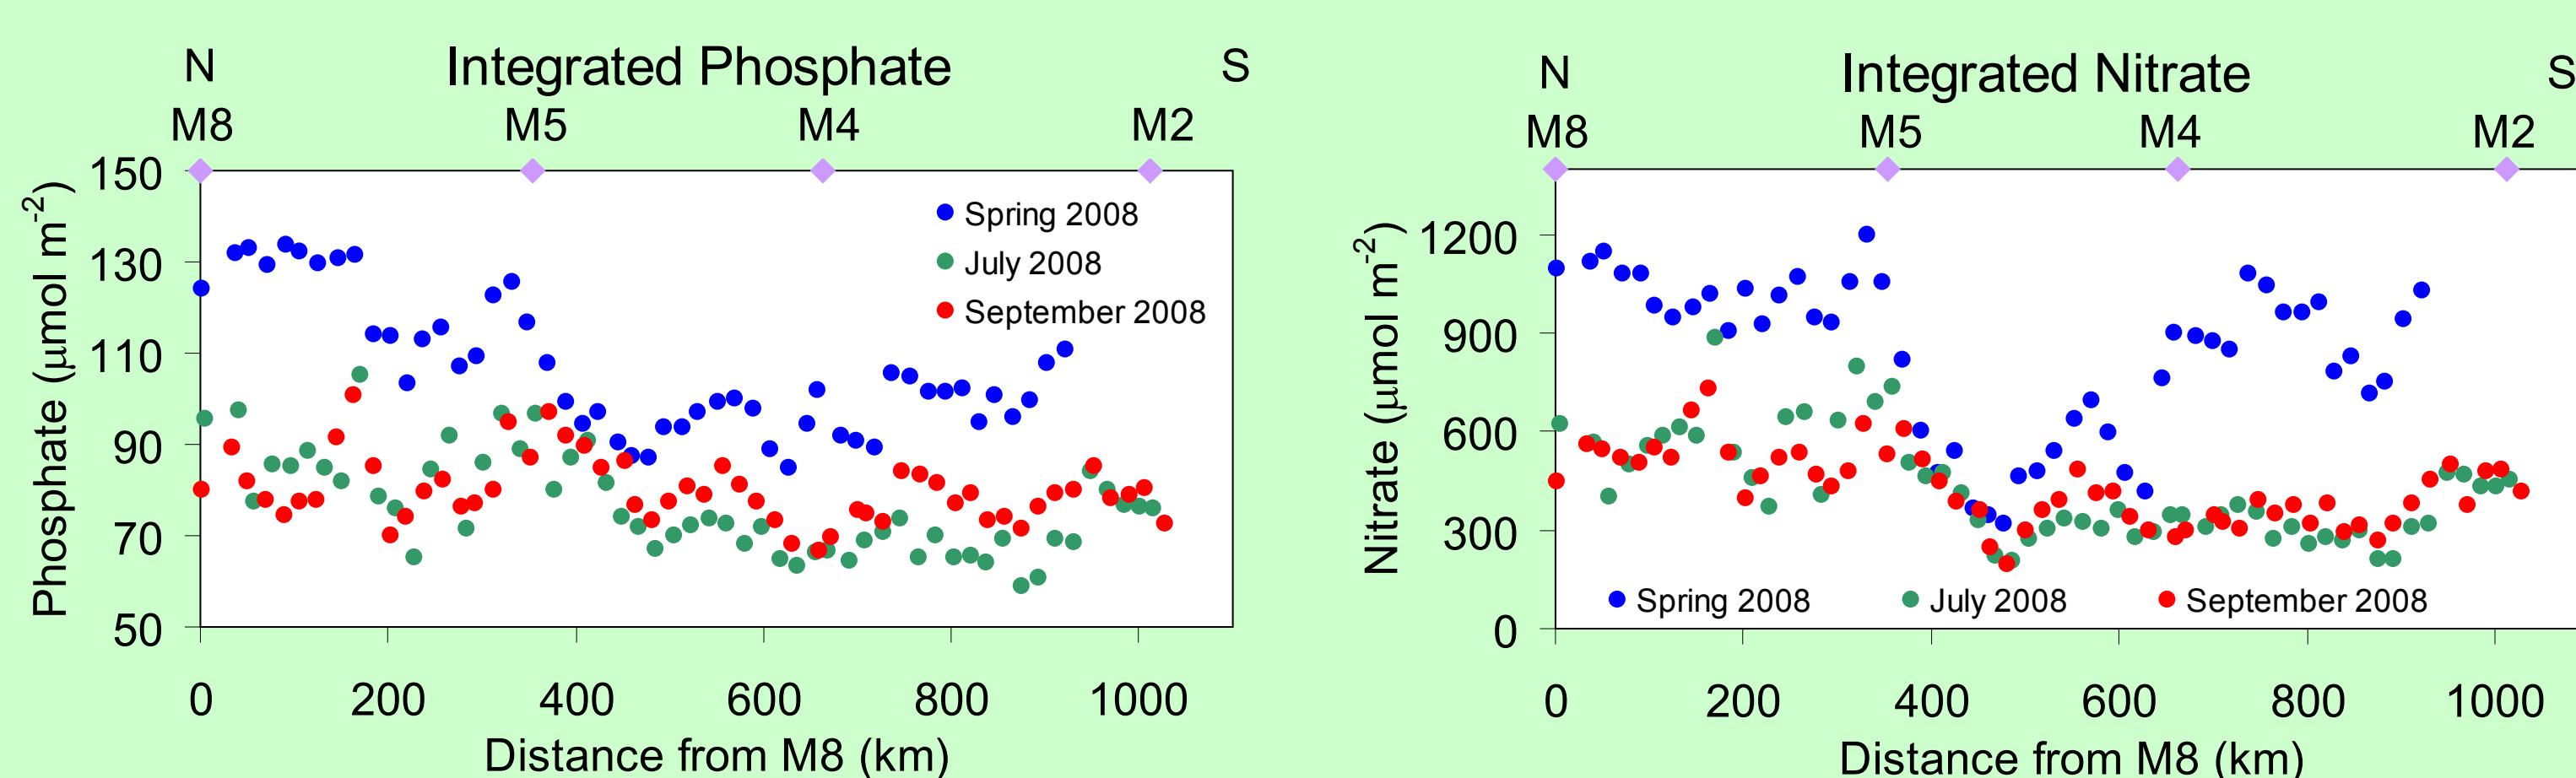 N Integrated Phosphate S
M8 M5 M4 M2
150
130
110
90
70
50
Phosphate (μmol m⁻²)
Spring 2008
July 2008
September 2008
0 200 400 600 800 1000
Distance from M8 (km)
N Integrated Nitrate S
M8 M5 M4 M2
1200
900
600
300
0
Nitrate (μmol m⁻²)
Spring 2008 July 2008 September 2008
0 200 400 600 800 1000
Distance from M8 (km)